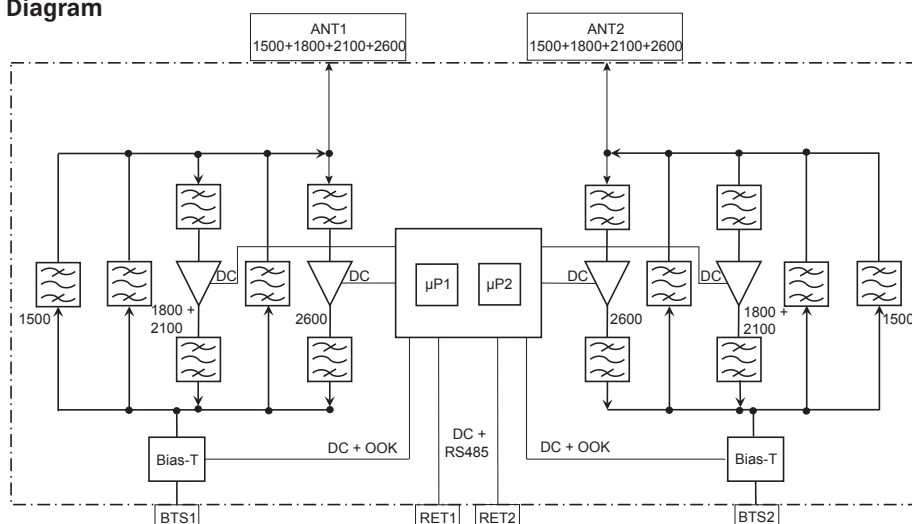 Diagram
ANT1
1500+1800+2100+2600
ANT2
1500+1800+2100+2600
DC
DC
µP1
µP2
DC
DC
1500
1800 +
2100
2600
2600
1800 +
2100
1500
Bias-T
DC + OOK
DC +
RS485
DC + OOK
Bias-T
BTS1
RET1
RET2
BTS2